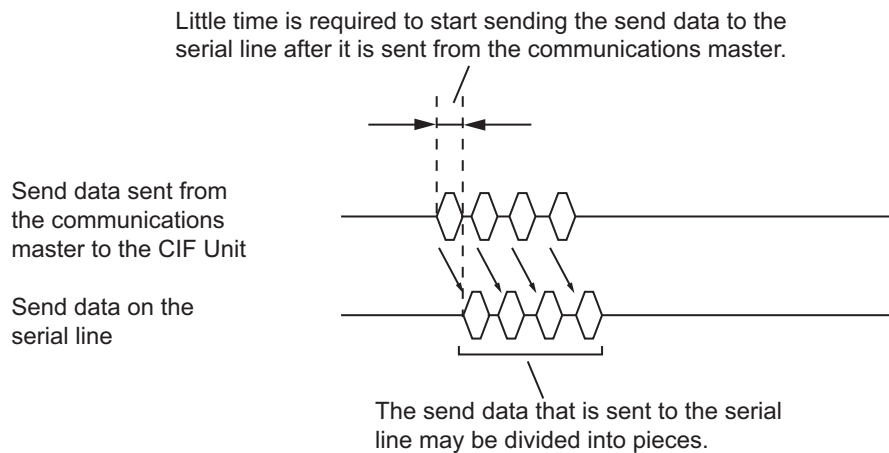 Little time is required to start sending the send data to the
serial line after it is sent from the communications master.
Send data sent from
the communications
master to the CIF Unit
Send data on the
serial line
The send data that is sent to the serial
line may be divided into pieces.